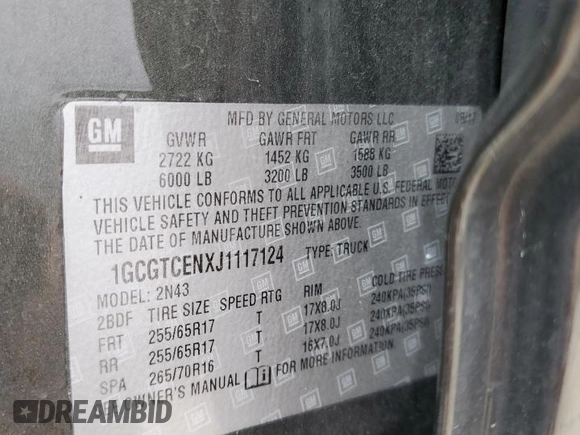 GM
MFD BY GENERAL MOTORS LLC
GVWR GAWR FRT GAWR RR
2722 KG 1452 KG 1588 KG
6000 LB 3200 LB 3500 LB
THIS VEHICLE CONFORMS TO ALL APPLICABLE U.S. FEDERAL MOTOR
VEHICLE SAFETY AND THEFT PREVENTION STANDARDS IN EFFECT
THE DATE OF MANUFACTURE SHOWN ABOVE.
1GCGTCENXJ1117124 TYPE: TRUCK
MODEL: 2N43
2BDF TIRE SIZE SPEED RTG RIM COLD TIRE PRES
FRT 255/65R17 T 17X8.0J 240KPA(35PSI)
RR 255/65R17 T 17X8.0J 240KPA(35PSI)
SPA 265/70R16 T 16X7.0J 240KPA(35PSI)
OWNER'S MANUAL FOR MORE INFORMATION.
DREAMBID